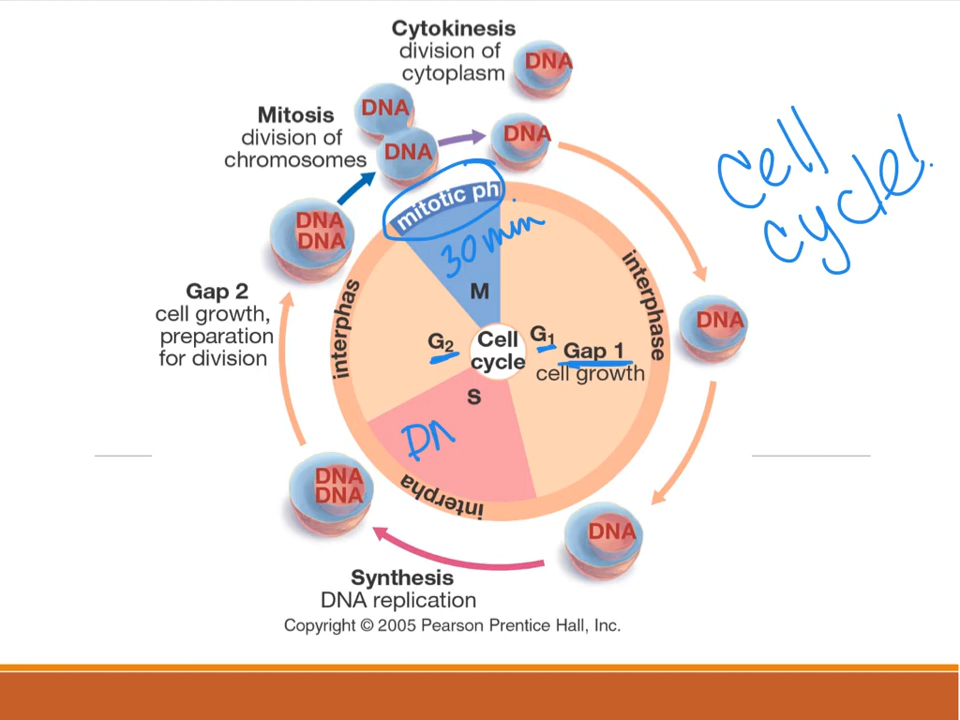 Cytokinesis
division of
cytoplasm
DNA
Mitosis
division of
chromosomes
DNA
DNA
DNA
cell
cycle!
mitotic ph
30 min
M
DNA
DNA
Gap 2
cell growth,
preparation
for division
interphas
interphase
DNA
G2
Cell
cycle
G1
Gap 1
cell growth
S
DN
interpha
DNA
DNA
DNA
Synthesis
DNA replication
Copyright © 2005 Pearson Prentice Hall, Inc.